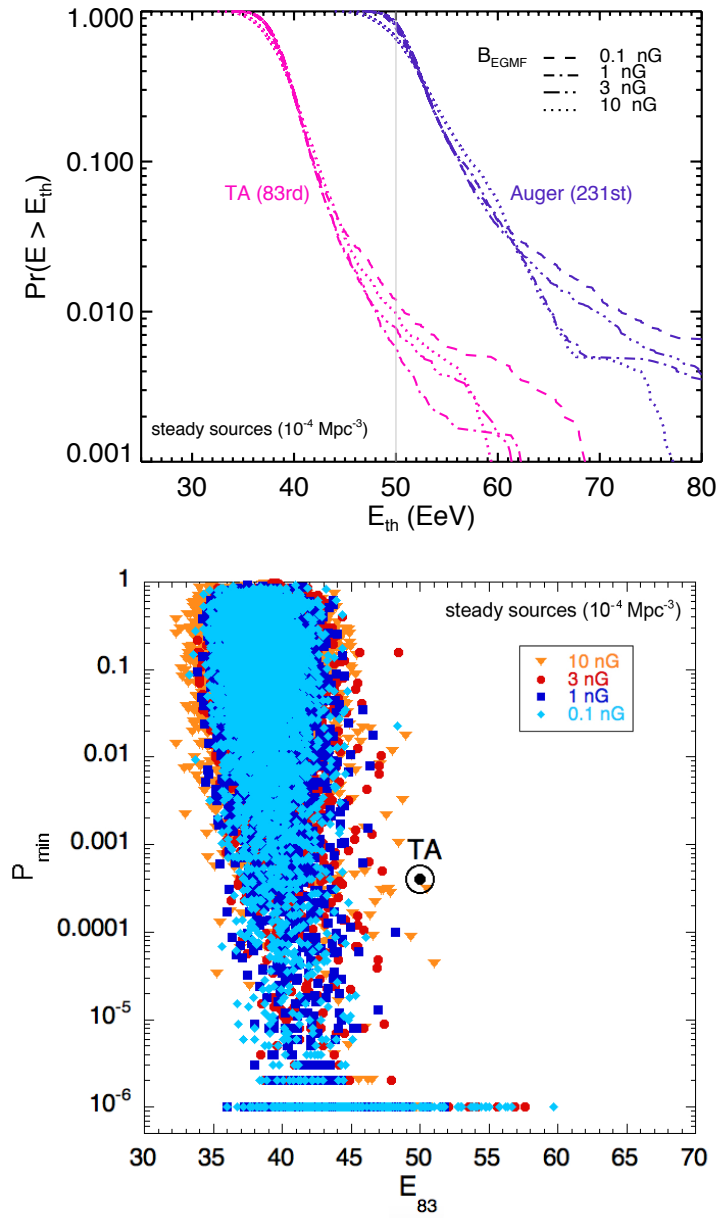 1.000
B_EGMF
0.1 nG
1 nG
3 nG
10 nG
0.100
TA (83rd)
Auger (231st)
Pr(E > E_th)
0.010
steady sources (10^-4 Mpc^-3)
0.001
30 40 50 60 70 80
E_th (EeV)
1
steady sources (10^-4 Mpc^-3)
10 nG
3 nG
1 nG
0.1 nG
0.1
0.01
0.001
TA
P_min
0.0001
10^-5
10^-6
30 35 40 45 50 55 60 65 70
E_83